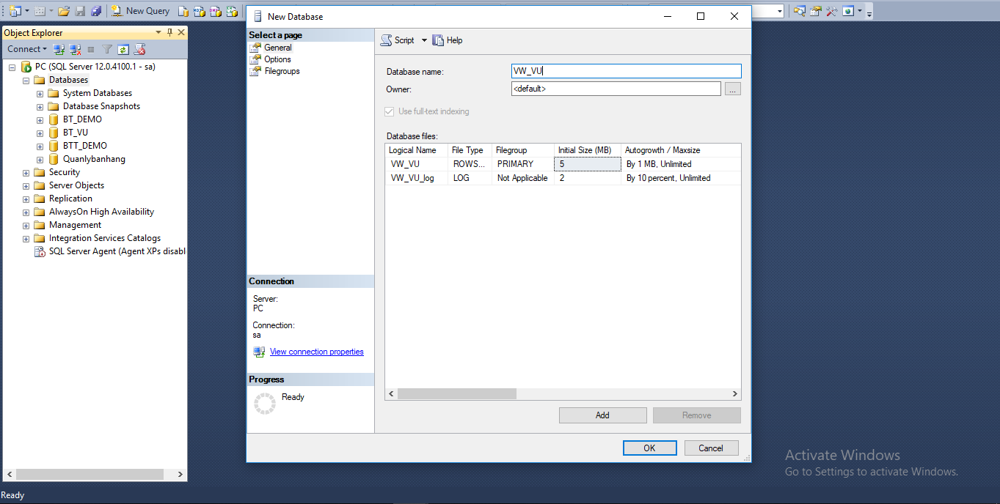 New Query
Object Explorer
Connect
PC (SQL Server 12.0.4100.1 - sa)
Databases
System Databases
Database Snapshots
BT_DEMO
BT_VU
BTT_DEMO
Quanlybanhang
Security
Server Objects
Replication
AlwaysOn High Availability
Management
Integration Services Catalogs
SQL Server Agent (Agent XPs disabl
Ready
New Database
Select a page
General
Options
Filegroups
Connection
Server:
PC
Connection:
sa
View connection properties
Progress
Ready
Script Help
Database name: VW_VU
Owner: <default> ...
Use full-text indexing
Database files:
Logical Name File Type Filegroup Initial Size (MB) Autogrowth / Maxsize
VW_VU ROWS... PRIMARY 5 By 1 MB, Unlimited
VW_VU_log LOG Not Applicable 2 By 10 percent, Unlimited
Add Remove
OK Cancel
Activate Windows
Go to Settings to activate Windows.